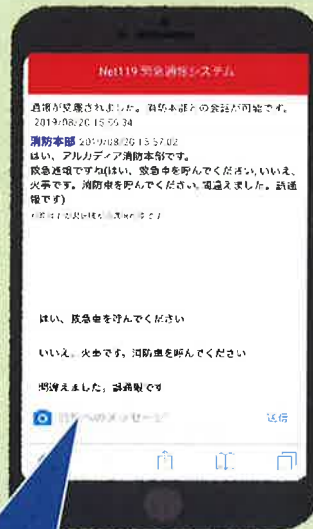 Net119 緊急通報システム
通報が受理されました。消防本部との会話が可能です。
2019/08/20 15:56:34
消防本部 2019/08/20 15:57:02
はい、アルカディア消防本部です。
救急通報ですね(はい、救急車を呼んでください,いいえ、
火事です。消防車を呼んでください,間違えました。誤通
報です)
はい、救急車を呼んでください
いいえ、火事です。消防車を呼んでください
間違えました。誤通報です
へのメッセージ
送信